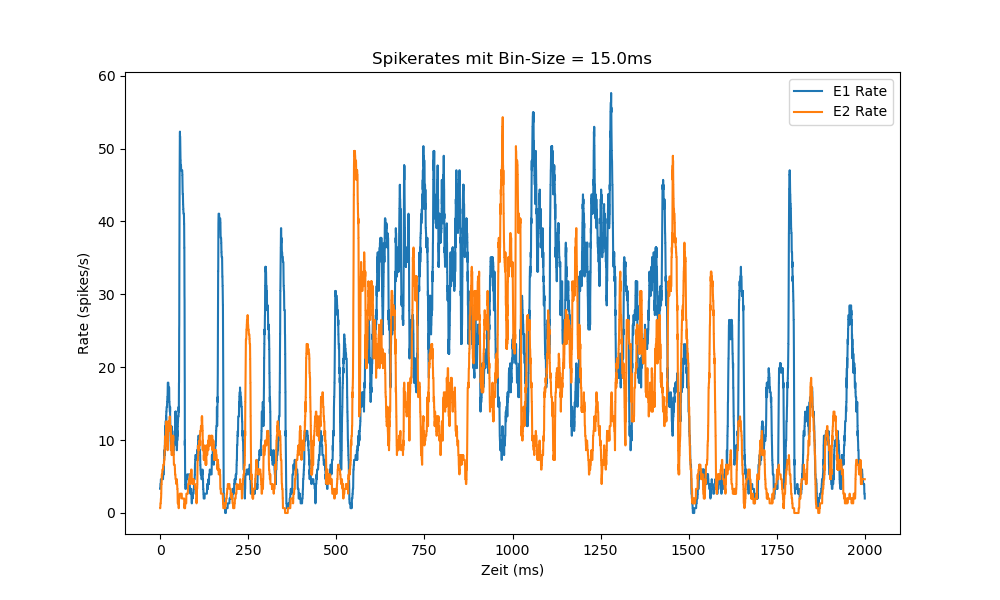 Spikerates mit Bin-Size = 15.0ms
60
50
40
30
20
10
0
Rate (spikes/s)
E1 Rate
E2 Rate
0 250 500 750 1000 1250 1500 1750 2000
Zeit (ms)